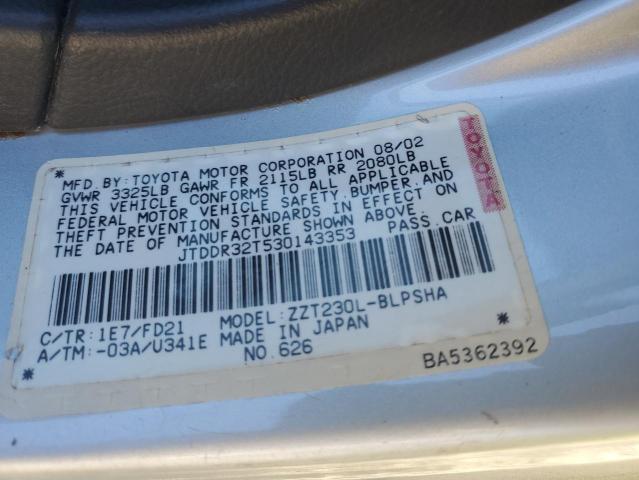 MFD. BY: TOYOTA MOTOR CORPORATION 08/02
GVWR 3325LB GAWR FR 2115LB RR 2080LB
THIS VEHICLE CONFORMS TO ALL APPLICABLE
FEDERAL MOTOR VEHICLE SAFETY,BUMPER,AND
THEFT PREVENTION STANDARDS IN EFFECT ON
THE DATE OF MANUFACTURE SHOWN ABOVE.
JTDDR32T530143353 PASS.CAR
TOYOTA
C/TR:1E7/FD21 MODEL:ZZT230L-BLPSHA
A/TM:-03A/U341E MADE IN JAPAN
NO.626
BA5362392